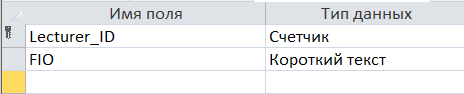 Имя поля Тип данных
Lecturer_ID Счетчик
FIO Короткий текст